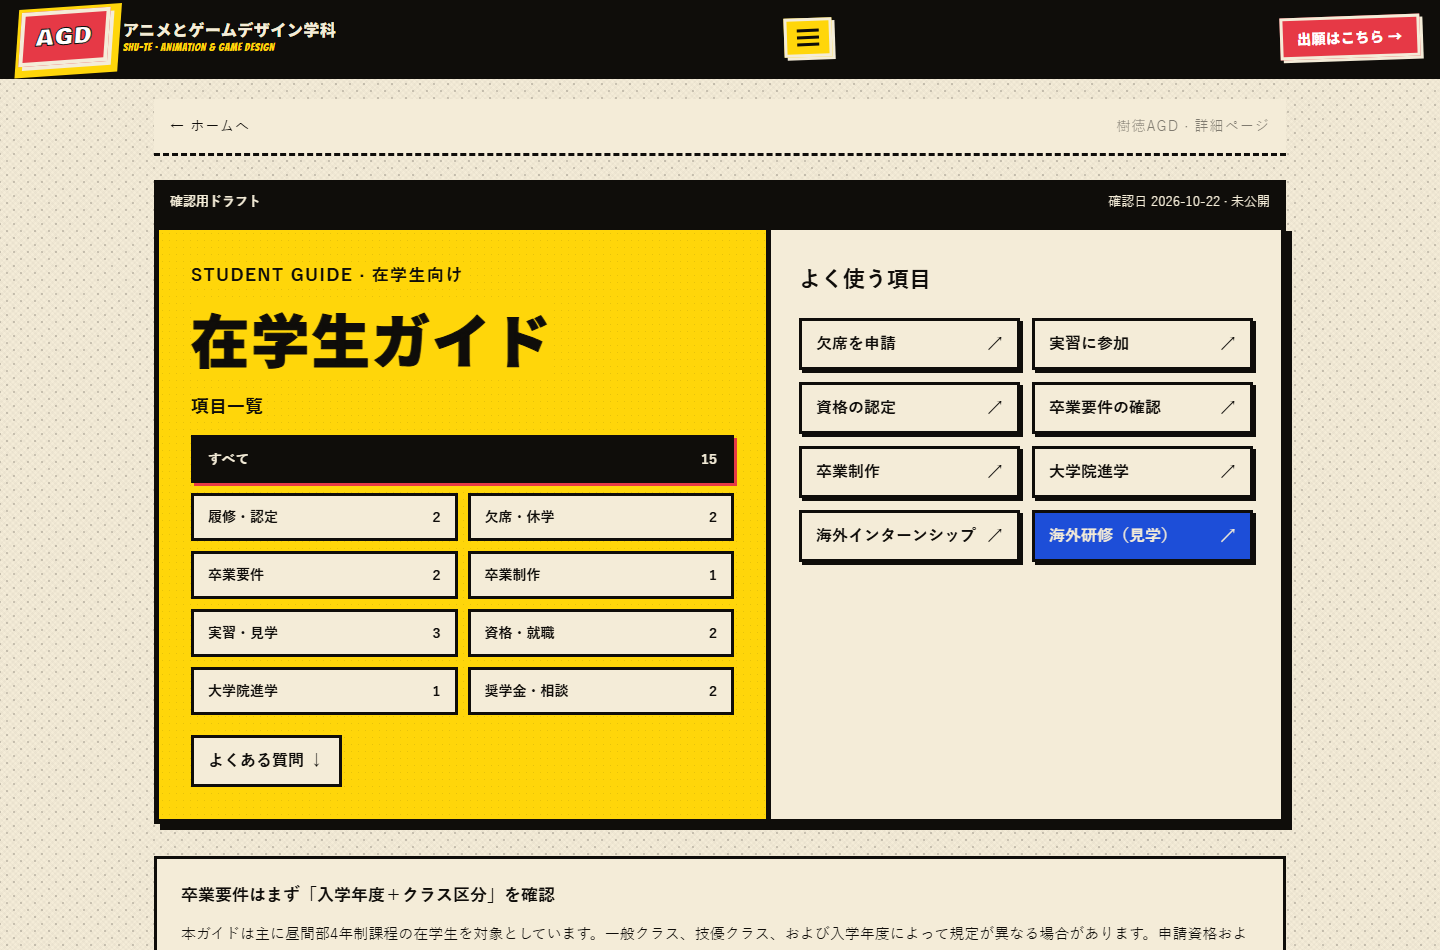 AGD
アニメとゲームデザイン学科
SHU-TE · ANIMATION & GAME DESIGN
出願はこちら →
← ホームへ
樹徳AGD · 詳細ページ
確認用ドラフト
確認日 2026-10-22 · 未公開
STUDENT GUIDE · 在学生向け
在学生ガイド
項目一覧
すべて 15
履修・認定 2
欠席・休学 2
卒業要件 2
卒業制作 1
実習・見学 3
資格・就職 2
大学院進学 1
奨学金・相談 2
よくある質問 ↓
よく使う項目
欠席を申請 ↗
実習に参加 ↗
資格の認定 ↗
卒業要件の確認 ↗
卒業制作 ↗
大学院進学 ↗
海外インターンシップ ↗
海外研修（見学） ↗
卒業要件はまず「入学年度＋クラス区分」を確認
本ガイドは主に昼間部4年制課程の在学生を対象としています。一般クラス、技優クラス、および入学年度によって規定が異なる場合があります。申請資格およ